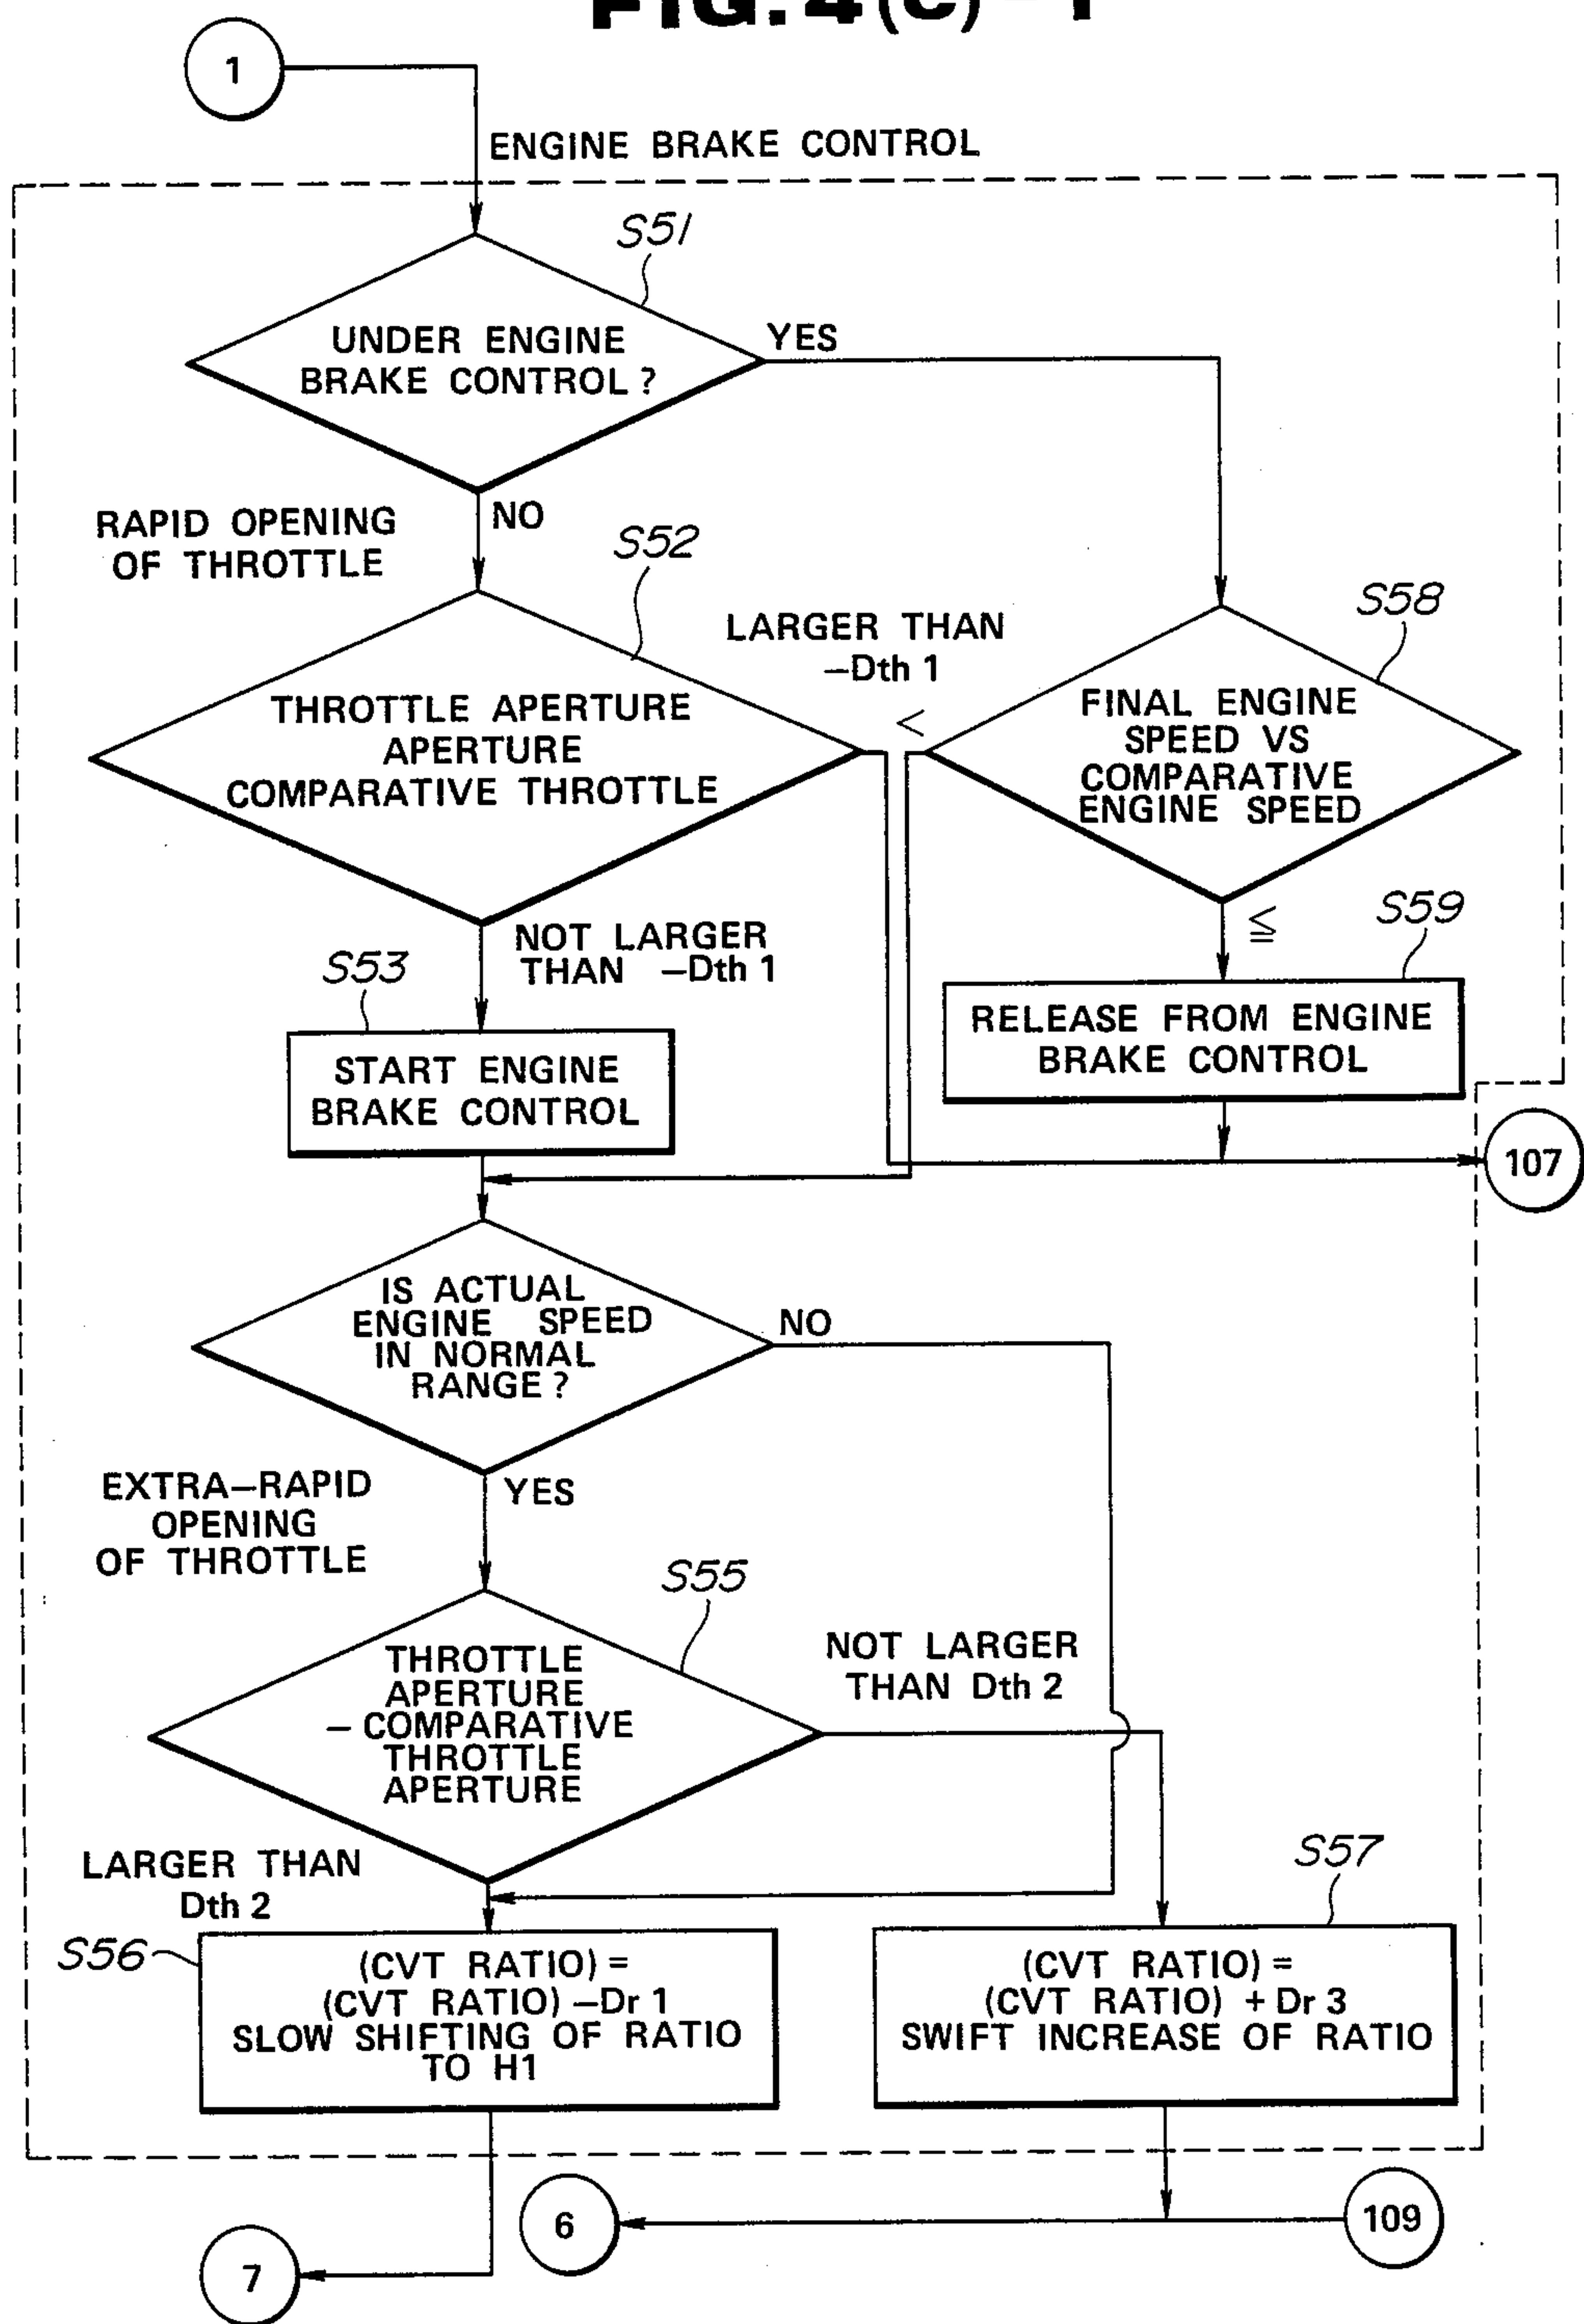 FIG. 4(C)-1
1
ENGINE BRAKE CONTROL
S51
UNDER ENGINE
BRAKE CONTROL ?
YES
NO
RAPID OPENING
OF THROTTLE
S52
LARGER THAN
−Dth 1
S58
THROTTLE APERTURE
APERTURE
COMPARATIVE THROTTLE
<
FINAL ENGINE
SPEED VS
COMPARATIVE
ENGINE SPEED
NOT LARGER
THAN −Dth 1
≦
S59
S53
START ENGINE
BRAKE CONTROL
RELEASE FROM ENGINE
BRAKE CONTROL
107
IS ACTUAL
ENGINE SPEED
IN NORMAL
RANGE ?
NO
YES
EXTRA−RAPID
OPENING
OF THROTTLE
S55
THROTTLE
APERTURE
− COMPARATIVE
THROTTLE
APERTURE
NOT LARGER
THAN Dth 2
LARGER THAN
Dth 2
S57
S56
(CVT RATIO) =
(CVT RATIO) −Dr 1
SLOW SHIFTING OF RATIO
TO H1
(CVT RATIO) =
(CVT RATIO) + Dr 3
SWIFT INCREASE OF RATIO
6
109
7